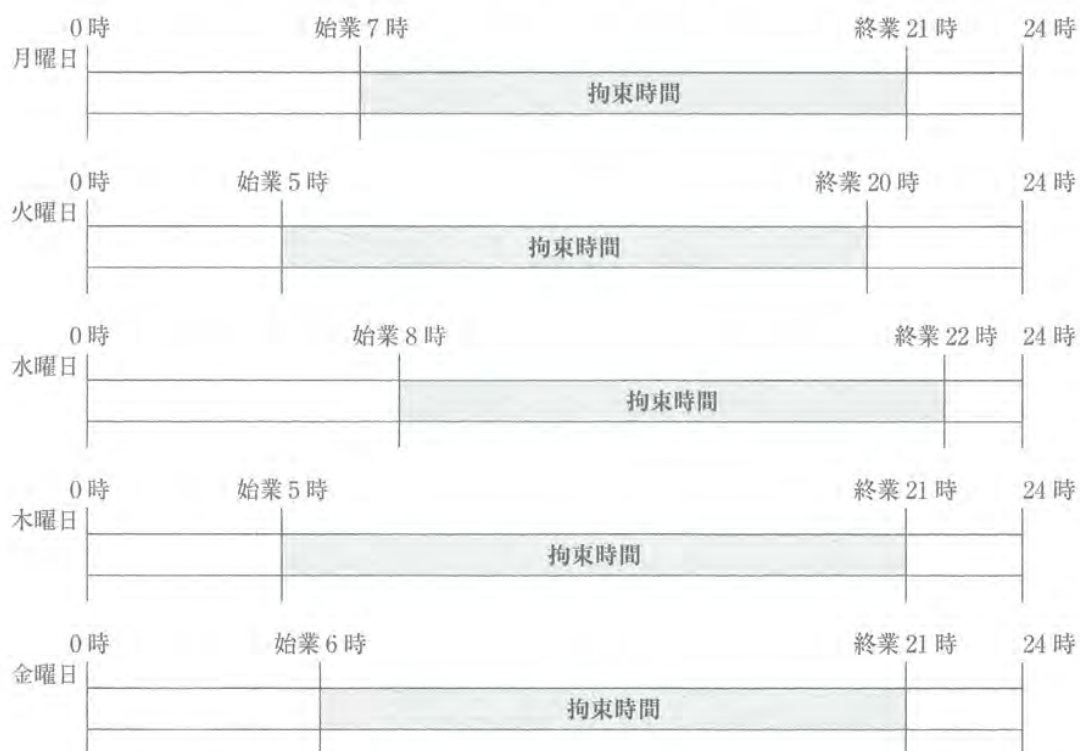 0時 始業7時 終業21時 24時
月曜日
拘束時間
0時 始業5時 終業20時 24時
火曜日
拘束時間
0時 始業8時 終業22時 24時
水曜日
拘束時間
0時 始業5時 終業21時 24時
木曜日
拘束時間
0時 始業6時 終業21時 24時
金曜日
拘束時間